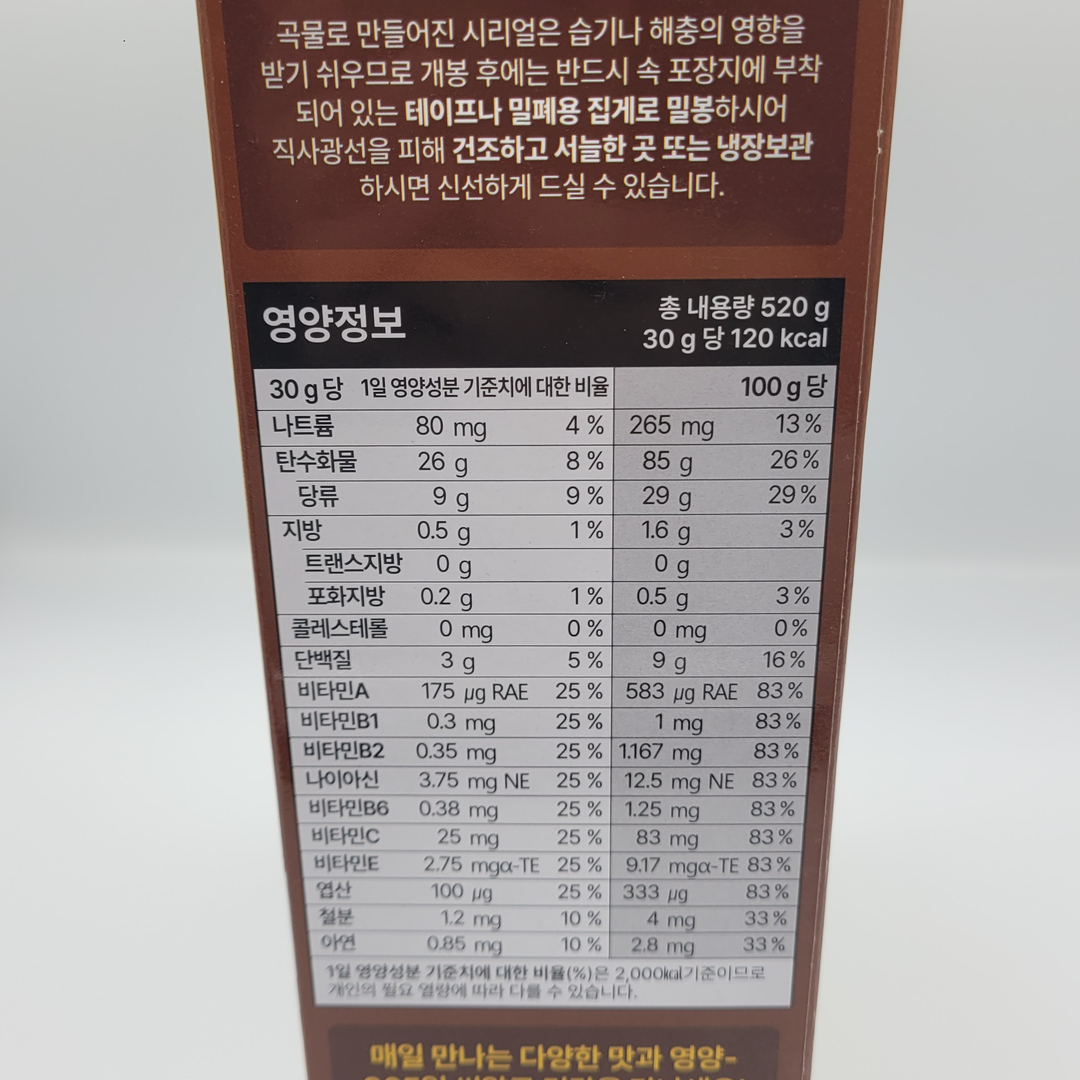 곡물로 만들어진 시리얼은 습기나 해충의 영향을
받기 쉬우므로 개봉 후에는 반드시 속 포장지에 부착
되어 있는 테이프나 밀폐용 집게로 밀봉하시어
직사광선을 피해 건조하고 서늘한 곳 또는 냉장보관
하시면 신선하게 드실 수 있습니다.
영양정보
총 내용량 520 g
30 g 당 120 kcal
30 g 당 1일 영양성분 기준치에 대한 비율 100 g 당
나트륨 80 mg 4 % 265 mg 13 %
탄수화물 26 g 8 % 85 g 26 %
당류 9 g 9 % 29 g 29 %
지방 0.5 g 1 % 1.6 g 3 %
트랜스지방 0 g 0 g
포화지방 0.2 g 1 % 0.5 g 3 %
콜레스테롤 0 mg 0 % 0 mg 0 %
단백질 3 g 5 % 9 g 16 %
비타민A 175 µg RAE 25 % 583 µg RAE 83 %
비타민B1 0.3 mg 25 % 1 mg 83 %
비타민B2 0.35 mg 25 % 1.167 mg 83 %
나이아신 3.75 mg NE 25 % 12.5 mg NE 83 %
비타민B6 0.38 mg 25 % 1.25 mg 83 %
비타민C 25 mg 25 % 83 mg 83 %
비타민E 2.75 mgα-TE 25 % 9.17 mgα-TE 83 %
엽산 100 µg 25 % 333 µg 83 %
철분 1.2 mg 10 % 4 mg 33 %
아연 0.85 mg 10 % 2.8 mg 33 %
1일 영양성분 기준치에 대한 비율(%)은 2,000kcal기준이므로
개인의 필요 열량에 따라 다를 수 있습니다.
매일 만나는 다양한 맛과 영양-